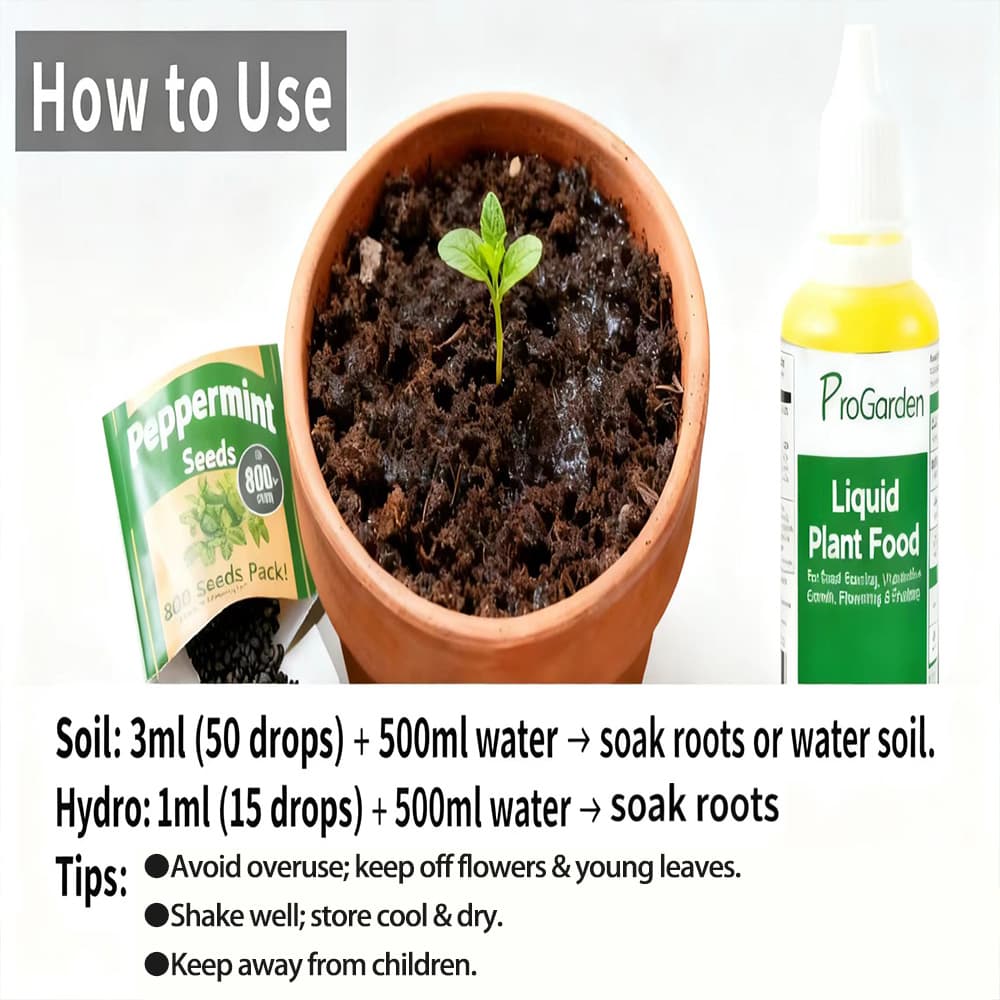 How to Use
Peppermint
Seeds
800
800 Seeds Pack!
ProGarden
Liquid
Plant Food
Soil: 3ml (50 drops) + 500ml water → soak roots or water soil.
Hydro: 1ml (15 drops) + 500ml water → soak roots
Tips:
●Avoid overuse; keep off flowers & young leaves.
●Shake well; store cool & dry.
●Keep away from children.